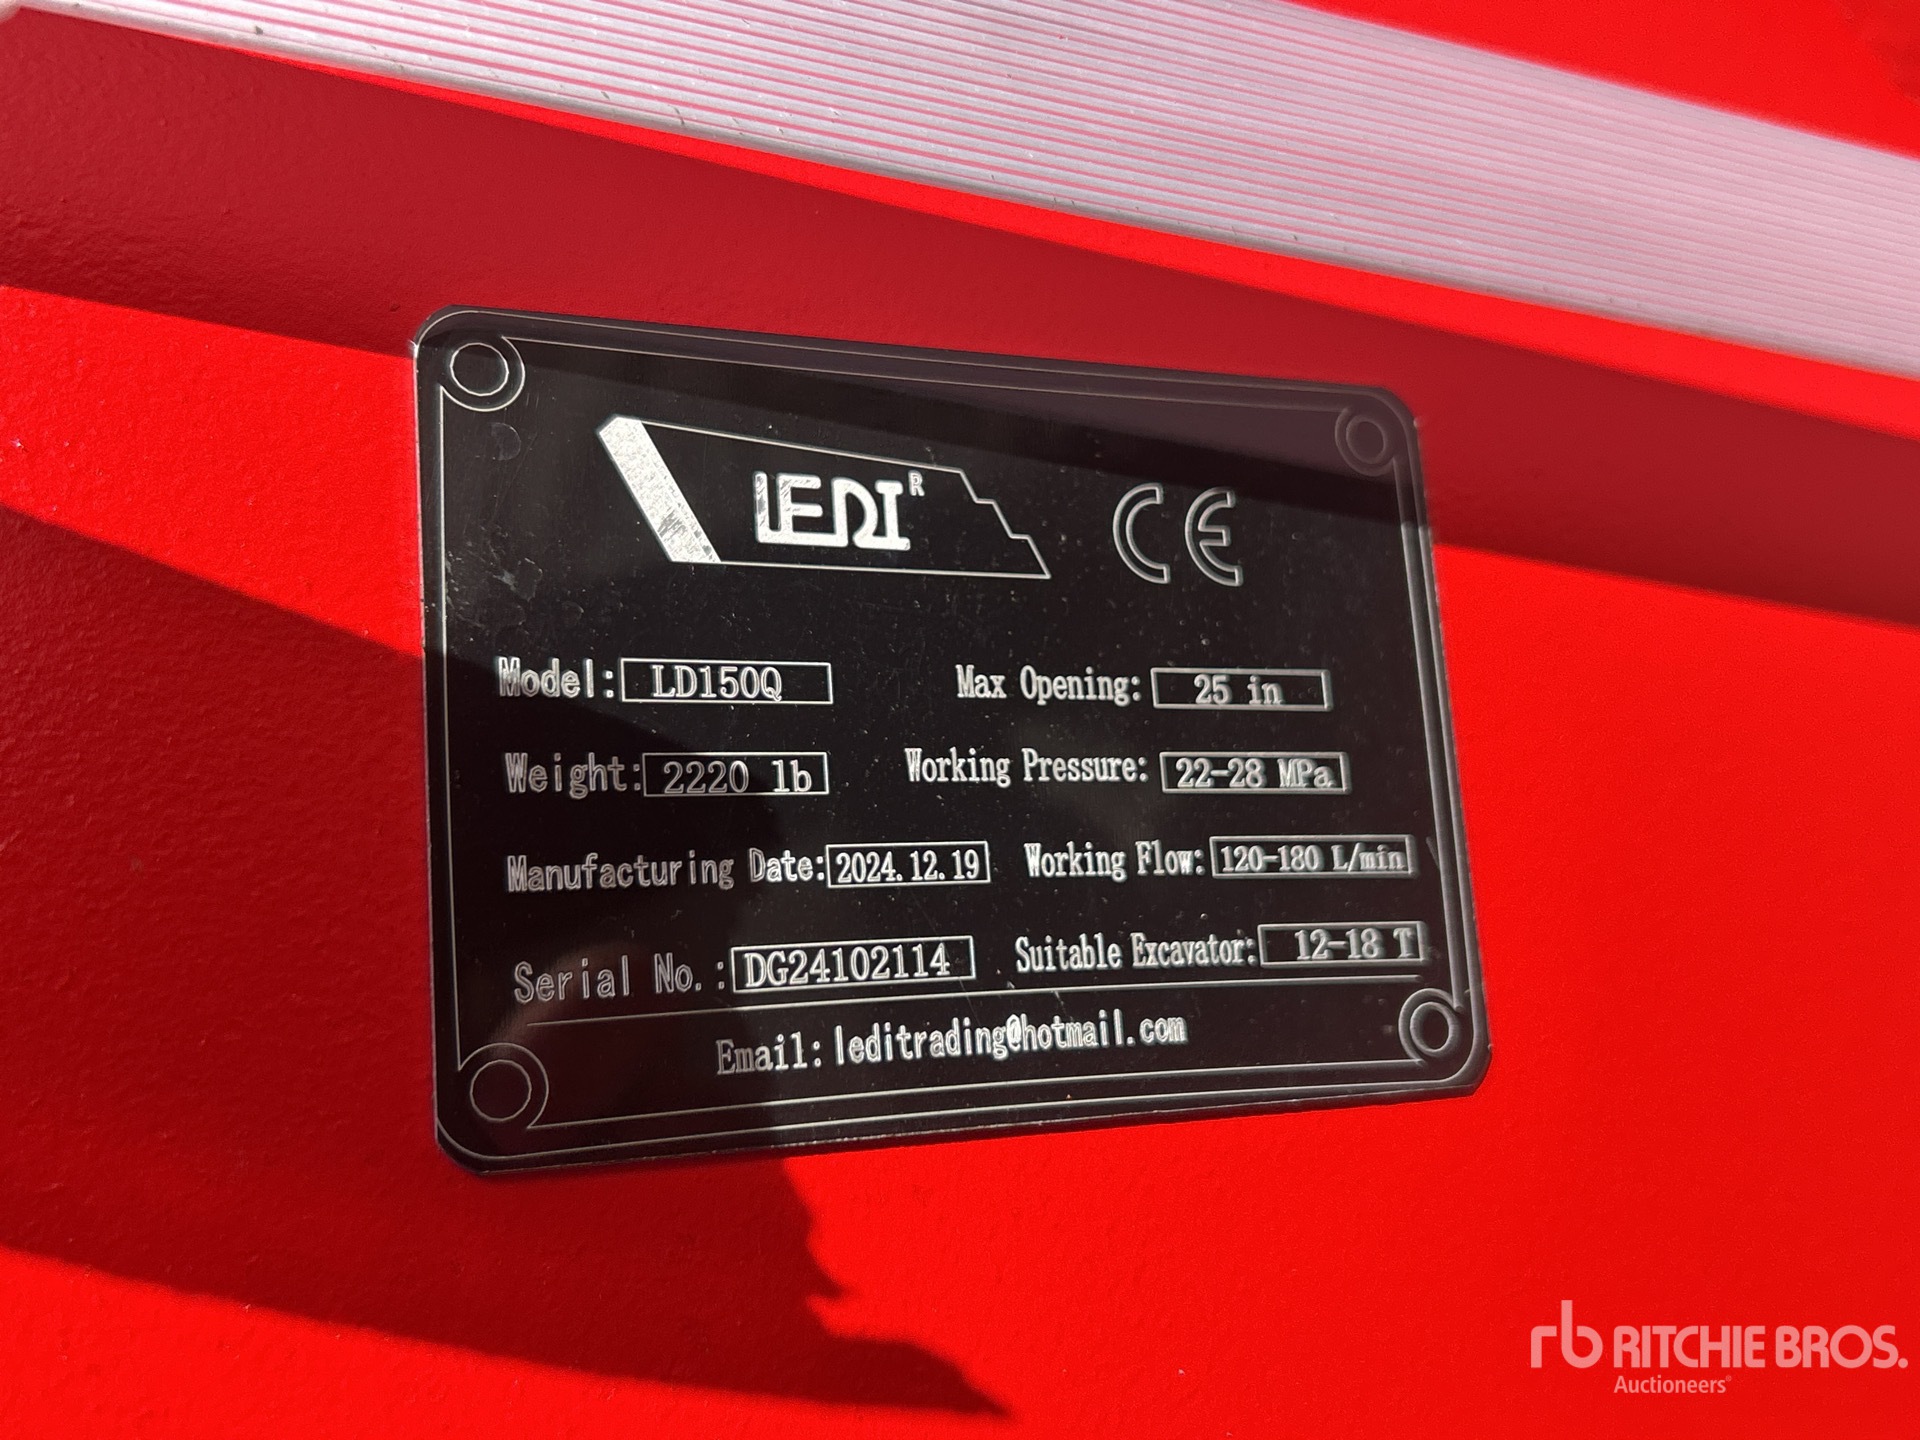 LEDI R CE
Model: LD150Q Max Opening: 25 in
Weight: 2220 lb Working Pressure: 22-28 MPa
Manufacturing Date: 2024.12.19 Working Flow: 120-180 L/min
Serial No.: DG24102114 Suitable Excavator: 12-18 T
Email: leditrading@hotmail.com
rb RITCHIE BROS.
Auctioneers®